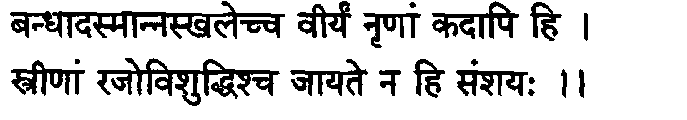 बन्धादस्मान्नस्खलेच्च वीर्यं नृणां कदापि हि ।
स्त्रीणां रजोविशुद्धिश्च जायते न हि संशयः ।।